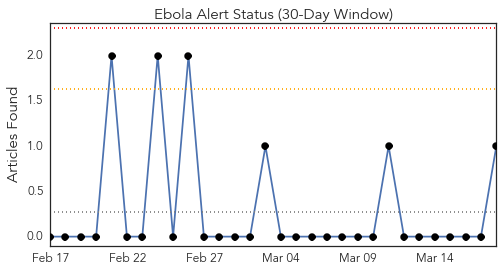 Ebola Alert Status (30-Day Window)
Articles Found
2.0
1.5
1.0
0.5
0.0
Feb 17
Feb 22
Feb 27
Mar 04
Mar 09
Mar 14